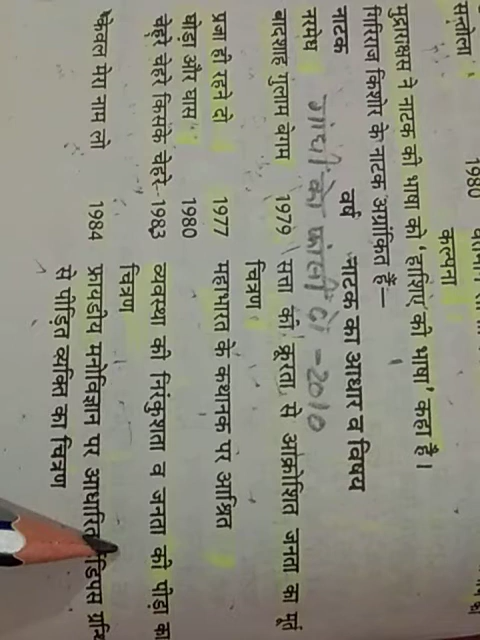 सन्तोला 1980
कल्पना
मुद्राराक्षस ने नाटक की भाषा को 'हाशिए की भाषा' कहा है।
गिरिराज किशोर के नाटक अग्रांकित हैं–
नाटक वर्ष नाटक का आधार व विषय
नरमेध गांधी को फांसी दो -2010
बादशाह गुलाम बेगम 1979 सत्ता की क्रूरता से आक्रोशित जनता का मूर्त
चित्रण
प्रजा ही रहने दो 1977 महाभारत के कथानक पर आश्रित
घोड़ा और घास 1980
चेहरे चेहरे किसके चेहरे 1983 व्यवस्था की निरंकुशता व जनता की पीड़ा का
चित्रण
केवल मेरा नाम लो 1984 फ्रायडीय मनोविज्ञान पर आधारित
से पीड़ित व्यक्ति का चित्रण